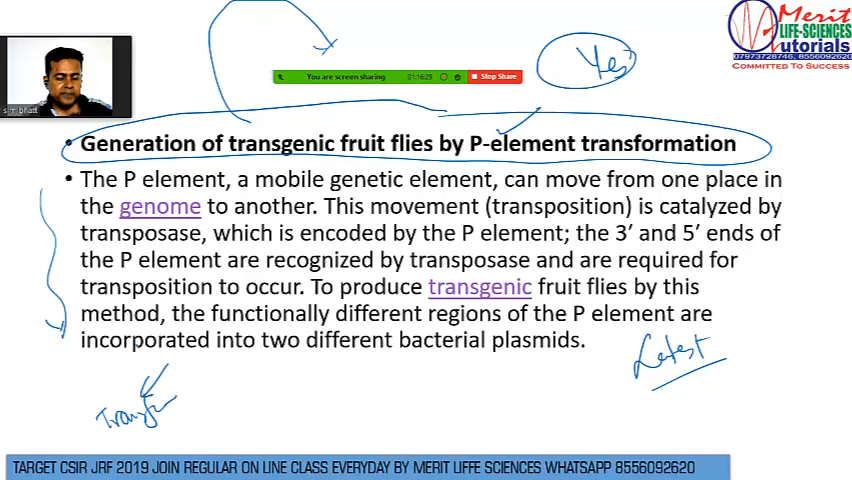 Merit
LIFE-SCIENCES
utorials
07973728746, 8556092620
COMMITTED To SUCCESS
Yes
You are screen sharing
01:16:29
Stop Share
s m bhatt
• Generation of transgenic fruit flies by P-element transformation
• The P element, a mobile genetic element, can move from one place in
the genome to another. This movement (transposition) is catalyzed by
transposase, which is encoded by the P element; the 3′ and 5′ ends of
the P element are recognized by transposase and are required for
transposition to occur. To produce transgenic fruit flies by this
method, the functionally different regions of the P element are
incorporated into two different bacterial plasmids.
Latest
TARGET CSIR JRF 2019 JOIN REGULAR ON LINE CLASS EVERYDAY BY MERIT LIFFE SCIENCES WHATSAPP 8556092620